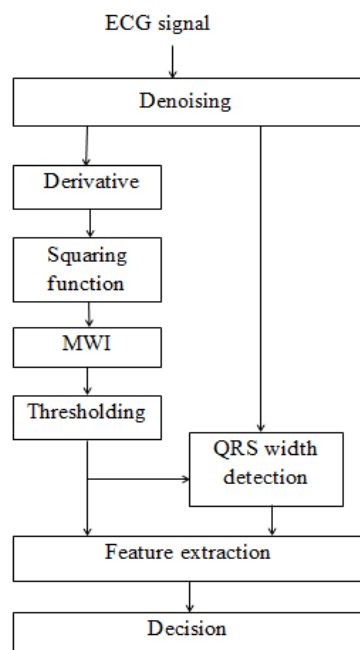 ECG signal
Denoising
Derivative
Squaring
function
MWI
Thresholding
QRS width
detection
Feature extraction
Decision